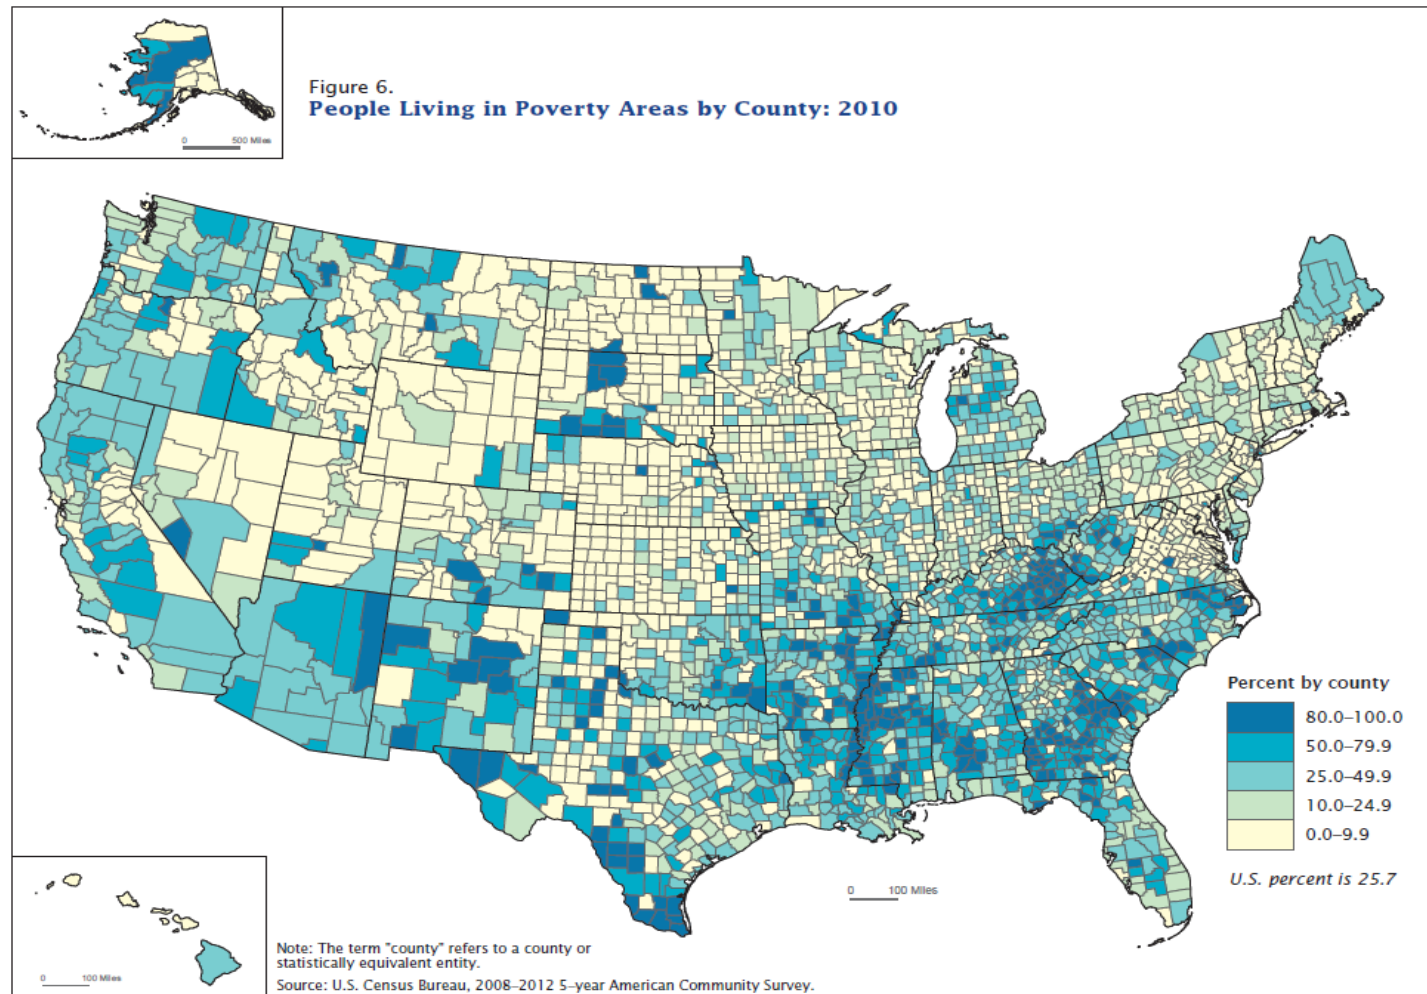 0 500 Miles
Figure 6.
People Living in Poverty Areas by County: 2010
Percent by county
80.0–100.0
50.0–79.9
25.0–49.9
10.0–24.9
0.0–9.9
U.S. percent is 25.7
0 100 Miles
0 100 Miles
Note: The term "county" refers to a county or
statistically equivalent entity.
Source: U.S. Census Bureau, 2008–2012 5–year American Community Survey.